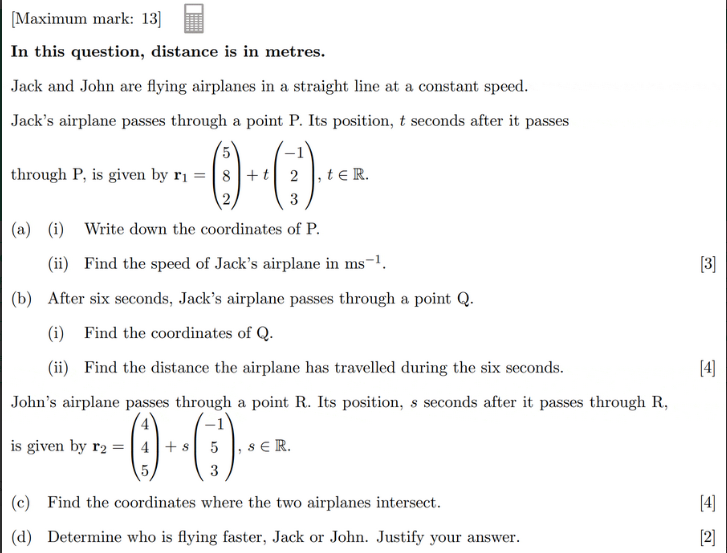 [Maximum mark: 13]
In this question, distance is in metres.
Jack and John are flying airplanes in a straight line at a constant speed.
Jack's airplane passes through a point P. Its position, t seconds after it passes
through P, is given by r₁ = (5 8 2) + t (−1 2 3), t ∈ ℝ.
(a) (i) Write down the coordinates of P.
(ii) Find the speed of Jack's airplane in ms⁻¹. [3]
(b) After six seconds, Jack's airplane passes through a point Q.
(i) Find the coordinates of Q.
(ii) Find the distance the airplane has travelled during the six seconds. [4]
John's airplane passes through a point R. Its position, s seconds after it passes through R,
is given by r₂ = (4 4 5) + s (−1 5 3), s ∈ ℝ.
(c) Find the coordinates where the two airplanes intersect. [4]
(d) Determine who is flying faster, Jack or John. Justify your answer. [2]